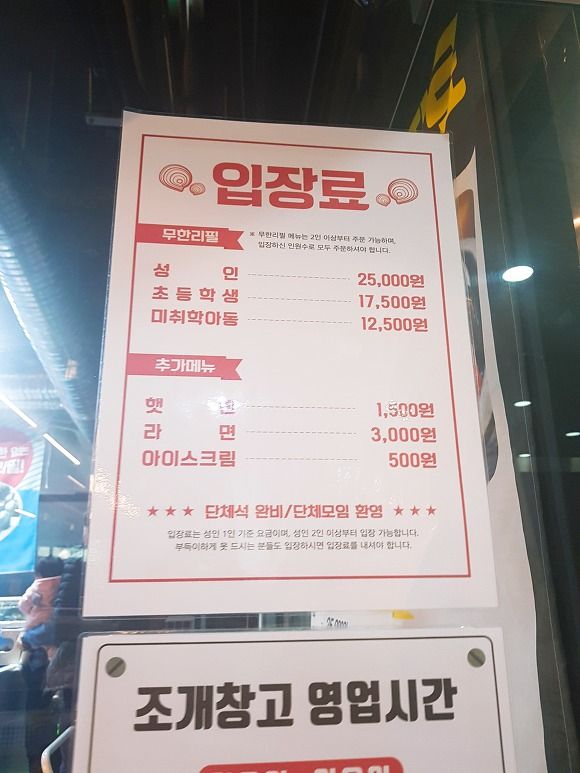 입장료
무한리필
※ 무한리필 메뉴는 2인 이상부터 주문 가능하며,
입장하신 인원수로 모두 주문하셔야 합니다.
성 인 25,000원
초등학생 17,500원
미취학아동 12,500원
추가메뉴
햇 1,500원
라 면 3,000원
아이스크림 500원
★★★ 단체석 완비/단체모임 환영 ★★★
입장료는 성인 1인 기준 요금이며, 성인 2인 이상부터 입장 가능합니다.
부득이하게 못 드시는 분들도 입장하시면 입장료를 내셔야 합니다.
조개창고 영업시간